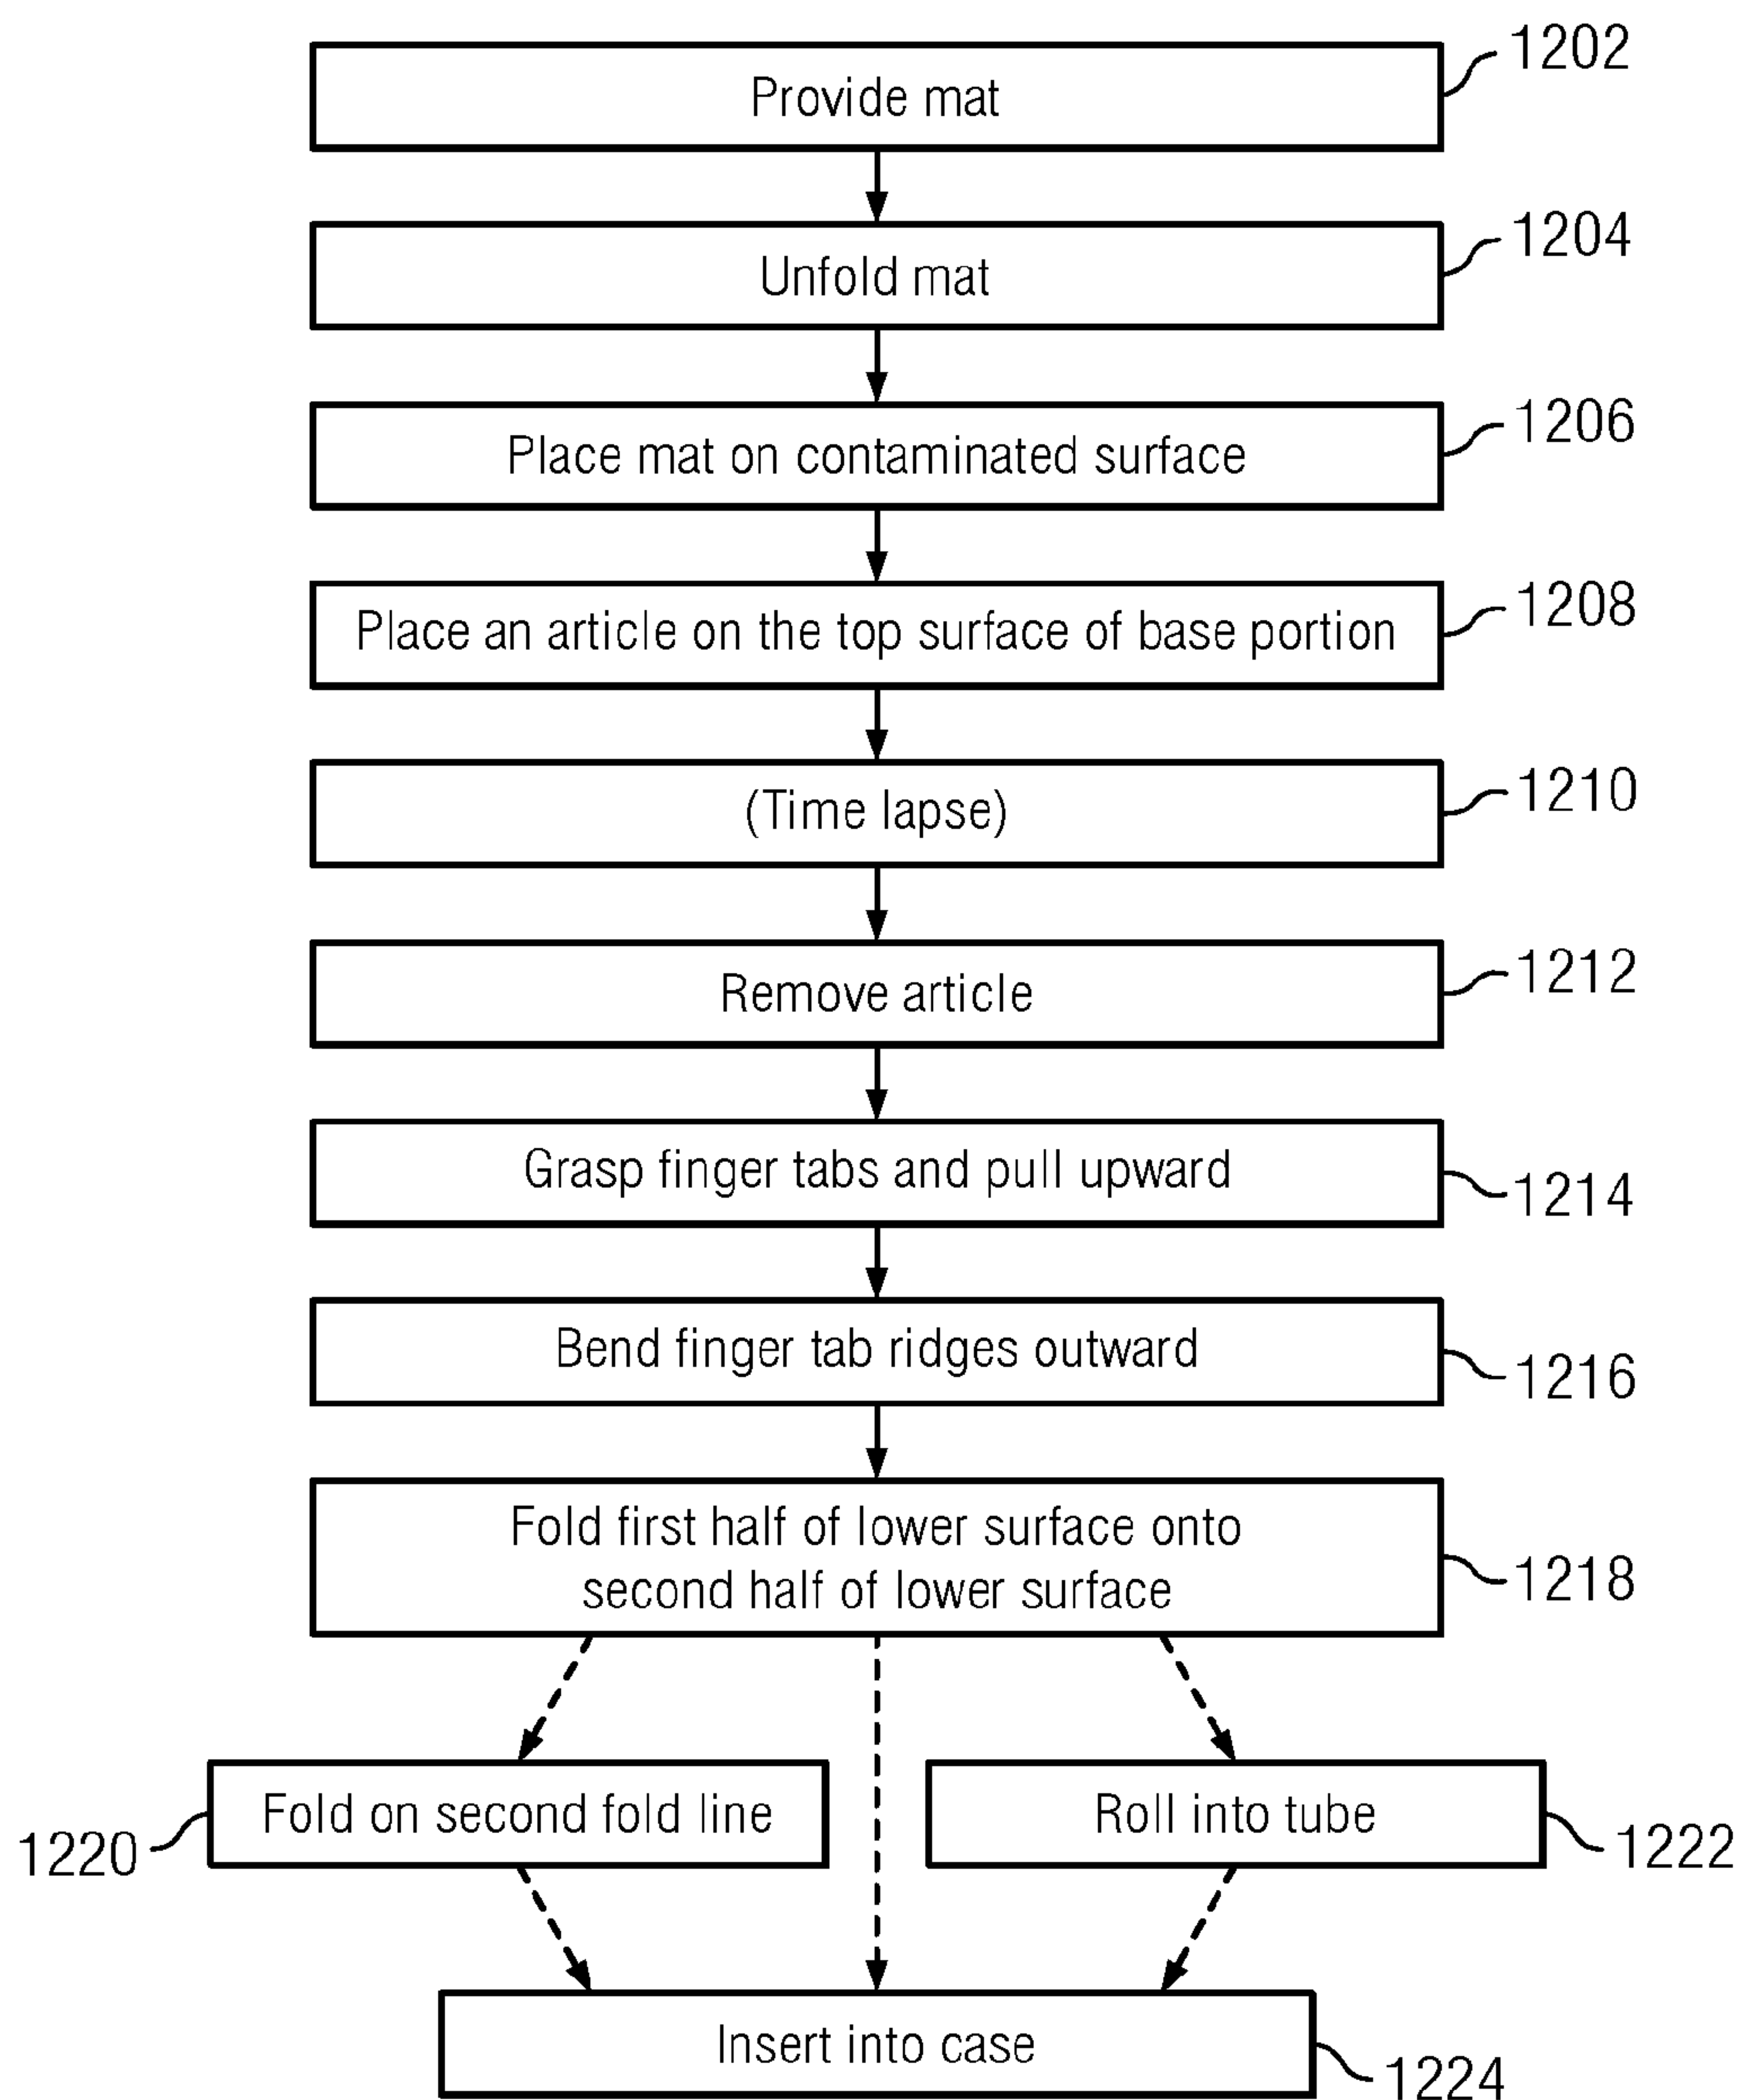 Provide mat
1202
Unfold mat
1204
Place mat on contaminated surface
1206
Place an article on the top surface of base portion
1208
(Time lapse)
1210
Remove article
1212
Grasp finger tabs and pull upward
1214
Bend finger tab ridges outward
1216
Fold first half of lower surface onto
second half of lower surface
1218
Fold on second fold line
1220
Roll into tube
1222
Insert into case
1224